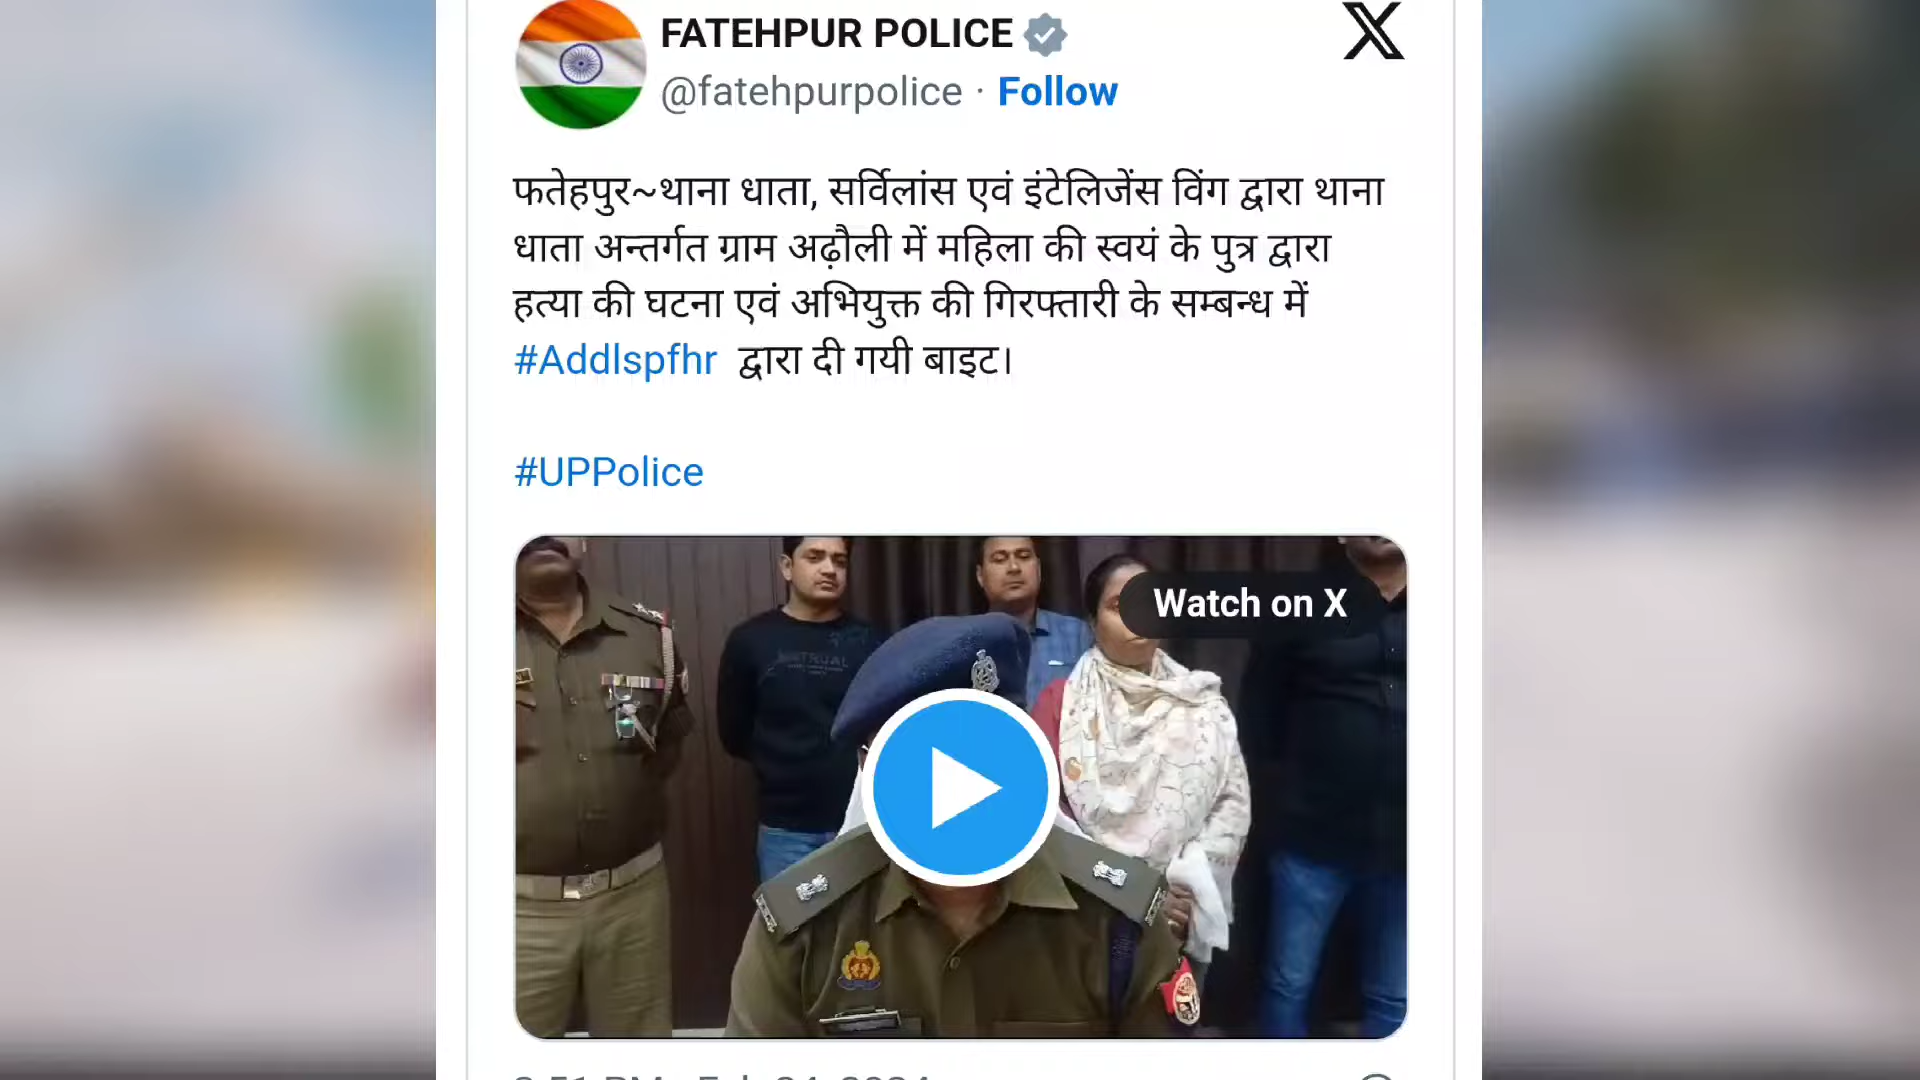 FATEHPUR POLICE
@fatehpurpolice · Follow
फतेहपुर~थाना धाता, सर्विलांस एवं इंटेलिजेंस विंग द्वारा थाना
धाता अन्तर्गत ग्राम अढ़ौली में महिला की स्वयं के पुत्र द्वारा
हत्या की घटना एवं अभियुक्त की गिरफ्तारी के सम्बन्ध में
#Addlspfhr द्वारा दी गयी बाइट।
#UPPolice
Watch on X